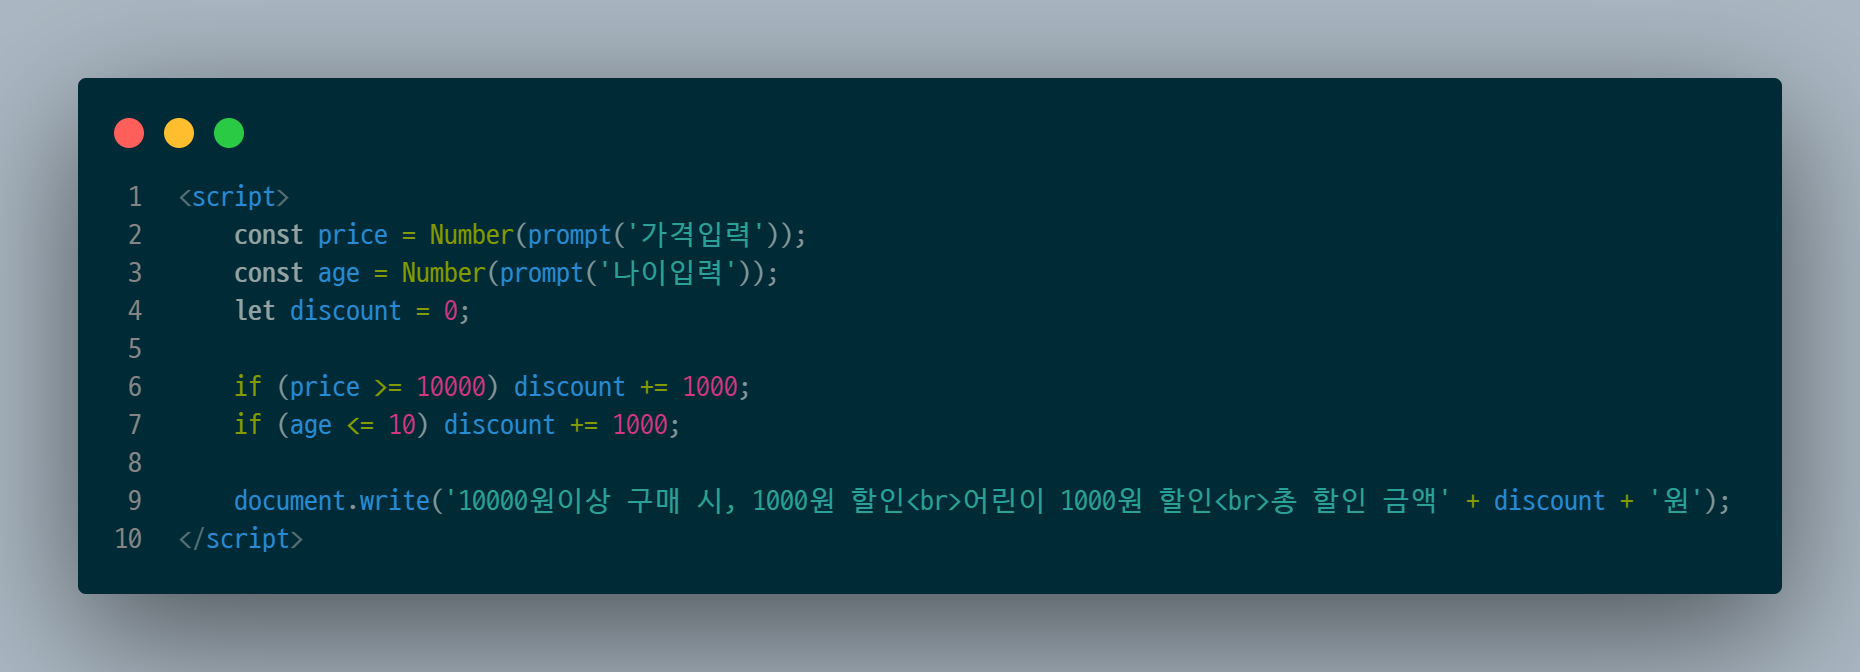 1 <script>
2     const price = Number(prompt('가격입력'));
3     const age = Number(prompt('나이입력'));
4     let discount = 0;
5
6     if (price >= 10000) discount += 1000;
7     if (age <= 10) discount += 1000;
8
9     document.write('10000원이상 구매 시, 1000원 할인<br>어린이 1000원 할인<br>총 할인 금액' + discount + '원');
10 </script>